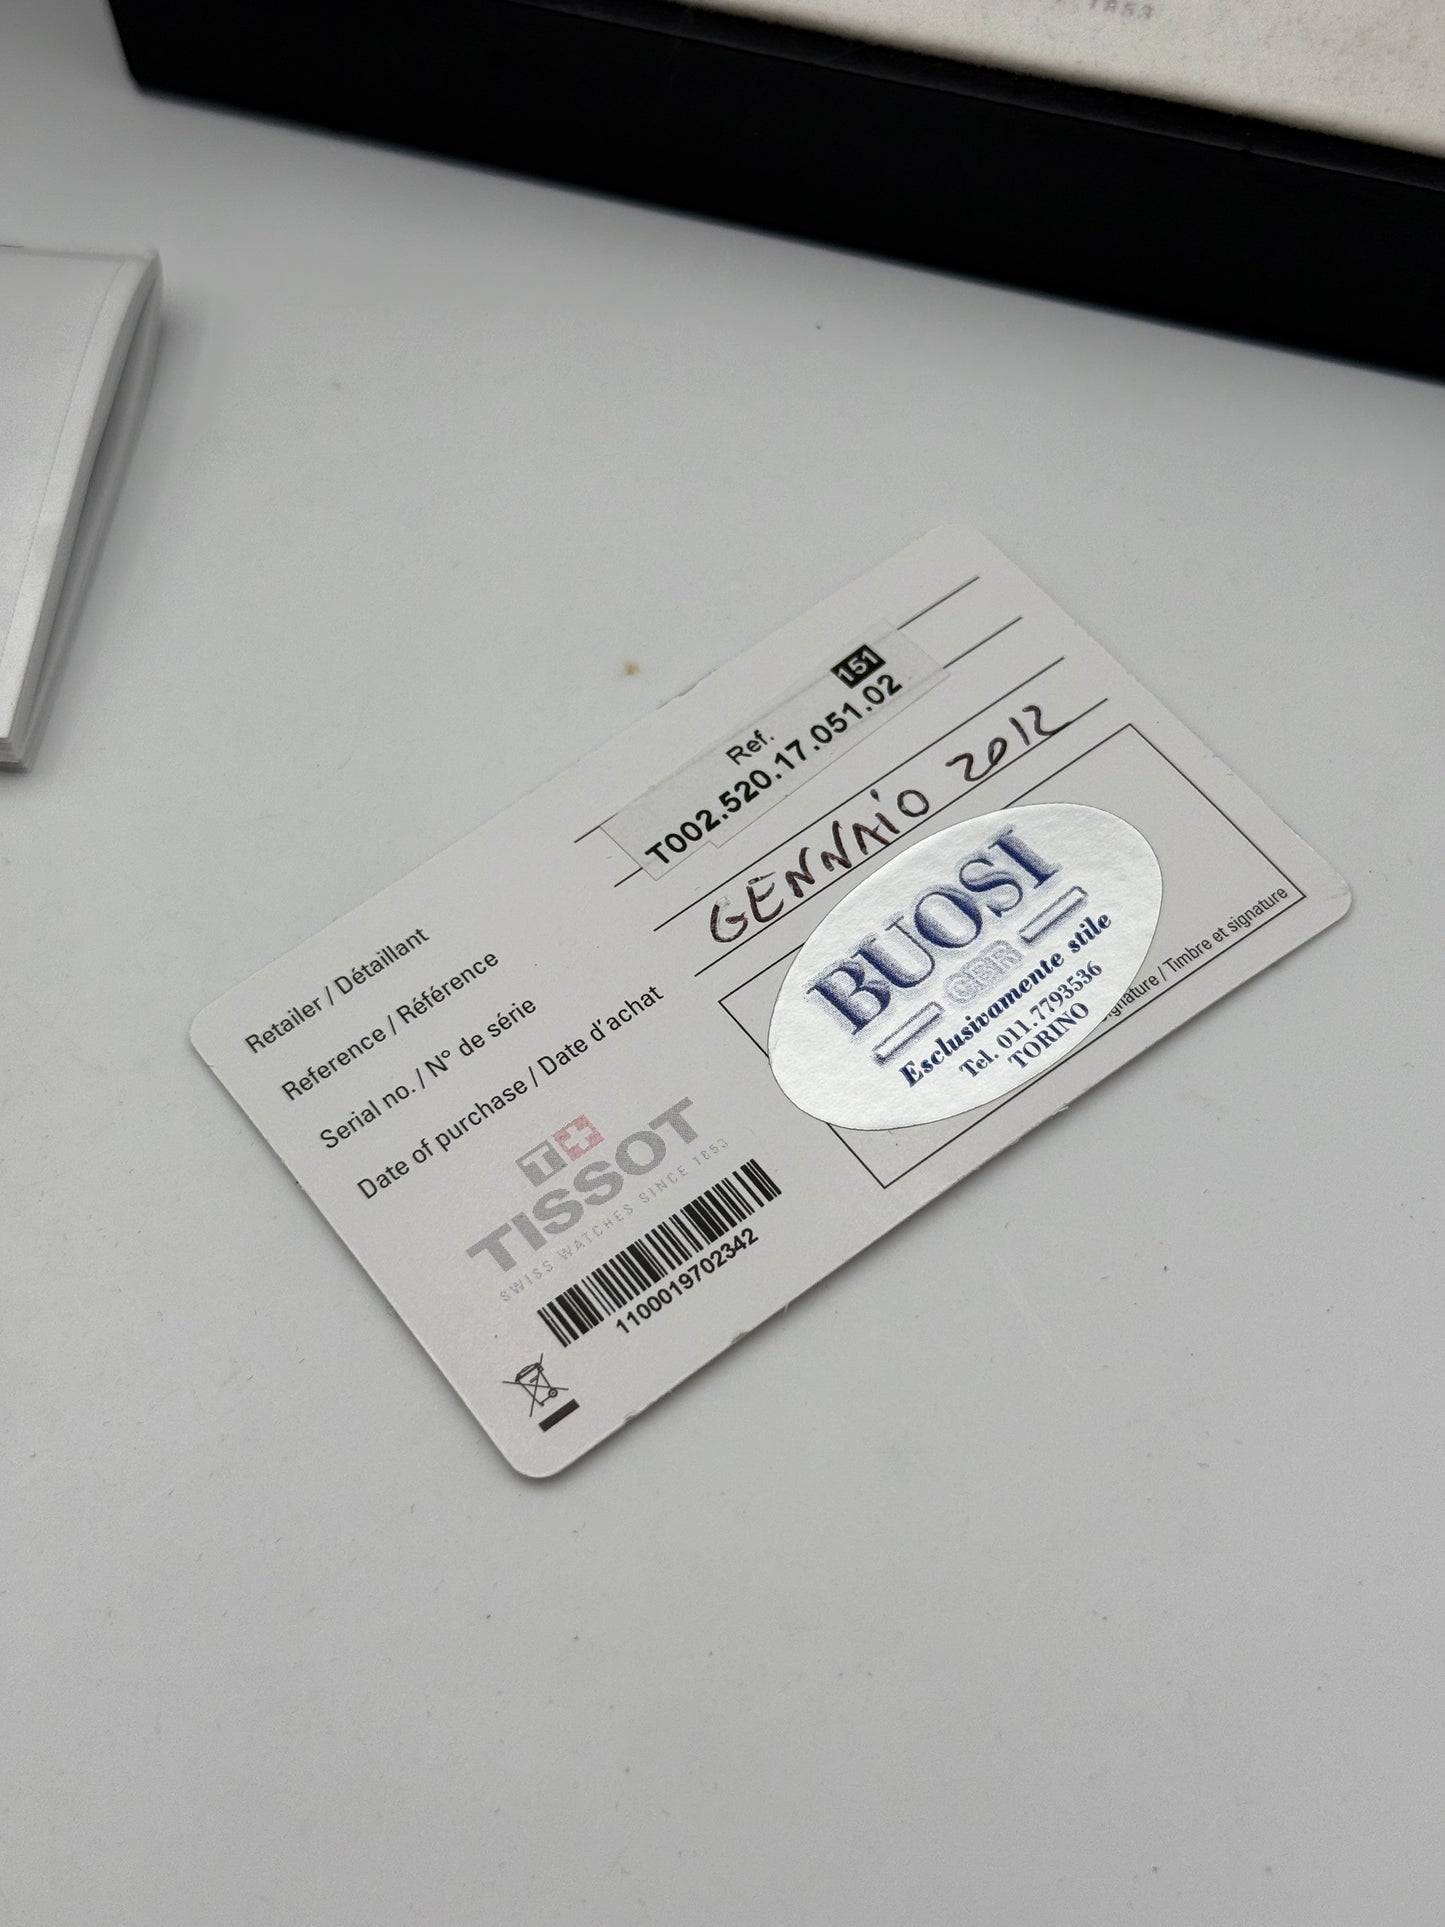 1853
Retailer / Détaillant
Reference / Référence
Serial no. / N° de série
Date of purchase / Date d'achat
151
Ref.
T002.520.17.051.02
GENNAIO 2012
BUOSI
GBR
Esclusivamente stile
Tel. 011.7793536
TORINO
/ Timbre et signature
T+
TISSOT
SWISS WATCHES SINCE 1853
1100019702342